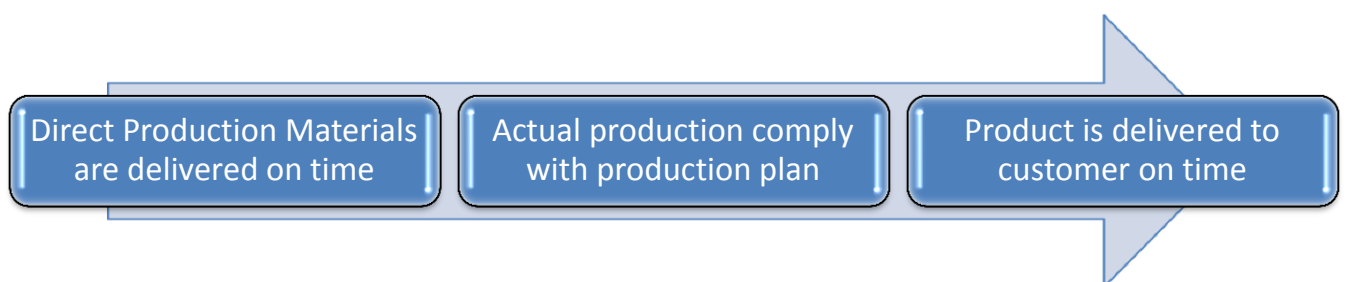 Direct Production Materials
are delivered on time
Actual production comply
with production plan
Product is delivered to
customer on time